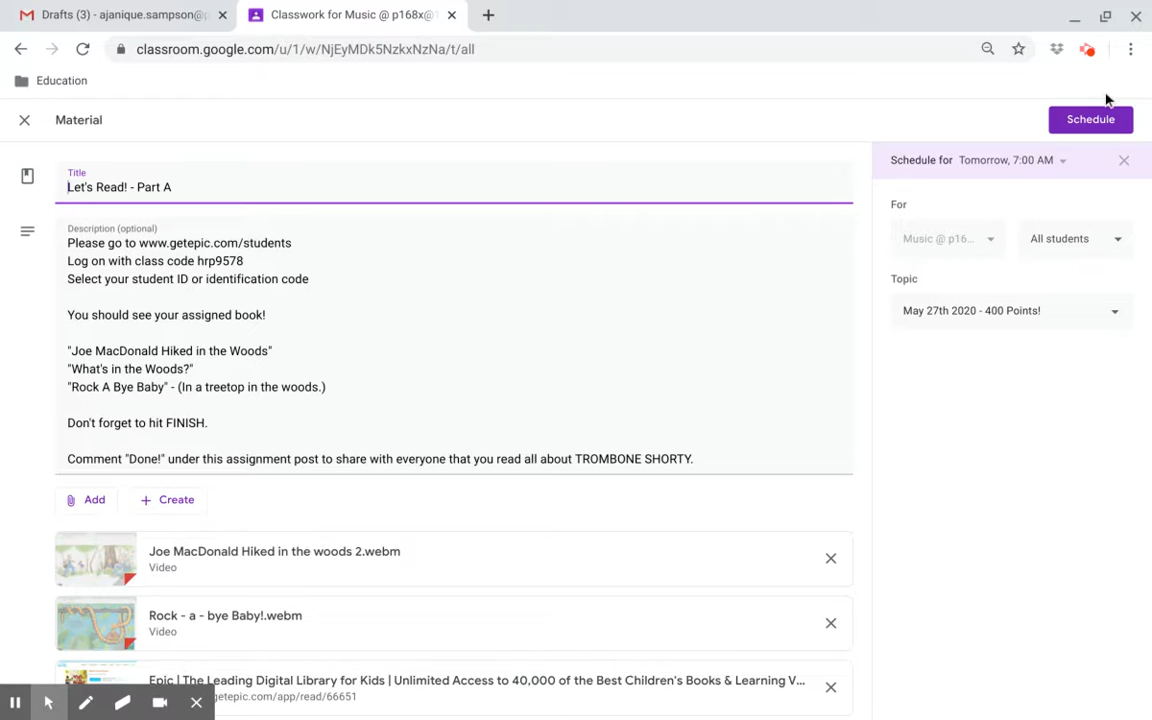 Drafts (3) - ajanique.sampson@p
Classwork for Music @ p168x@1
classroom.google.com/u/1/w/NjEyMDk5NzkxNzNa/t/all
Education
Material
Schedule
Title
Let's Read! - Part A
Description (optional)
Please go to www.getepic.com/students
Log on with class code hrp9578
Select your student ID or identification code
You should see your assigned book!
"Joe MacDonald Hiked in the Woods"
"What's in the Woods?"
"Rock A Bye Baby" - (In a treetop in the woods.)
Don't forget to hit FINISH.
Comment "Done!" under this assignment post to share with everyone that you read all about TROMBONE SHORTY.
Add
Create
Joe MacDonald Hiked in the woods 2.webm
Video
Rock - a - bye Baby!.webm
Video
Epic | The Leading Digital Library for Kids | Unlimited Access to 40,000 of the Best Children's Books & Learning V...
getepic.com/app/read/66651
Schedule for Tomorrow, 7:00 AM
For
Music @ p16...
All students
Topic
May 27th 2020 - 400 Points!